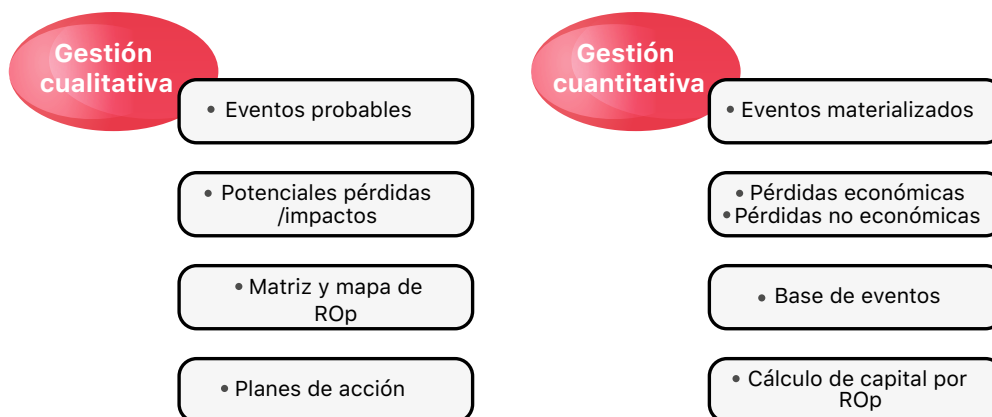 Gestión
cualitativa
• Eventos probables
• Potenciales pérdidas
/impactos
• Matriz y mapa de
ROp
• Planes de acción
Gestión
cuantitativa
• Eventos materializados
• Pérdidas económicas
• Pérdidas no económicas
• Base de eventos
• Cálculo de capital por
ROp